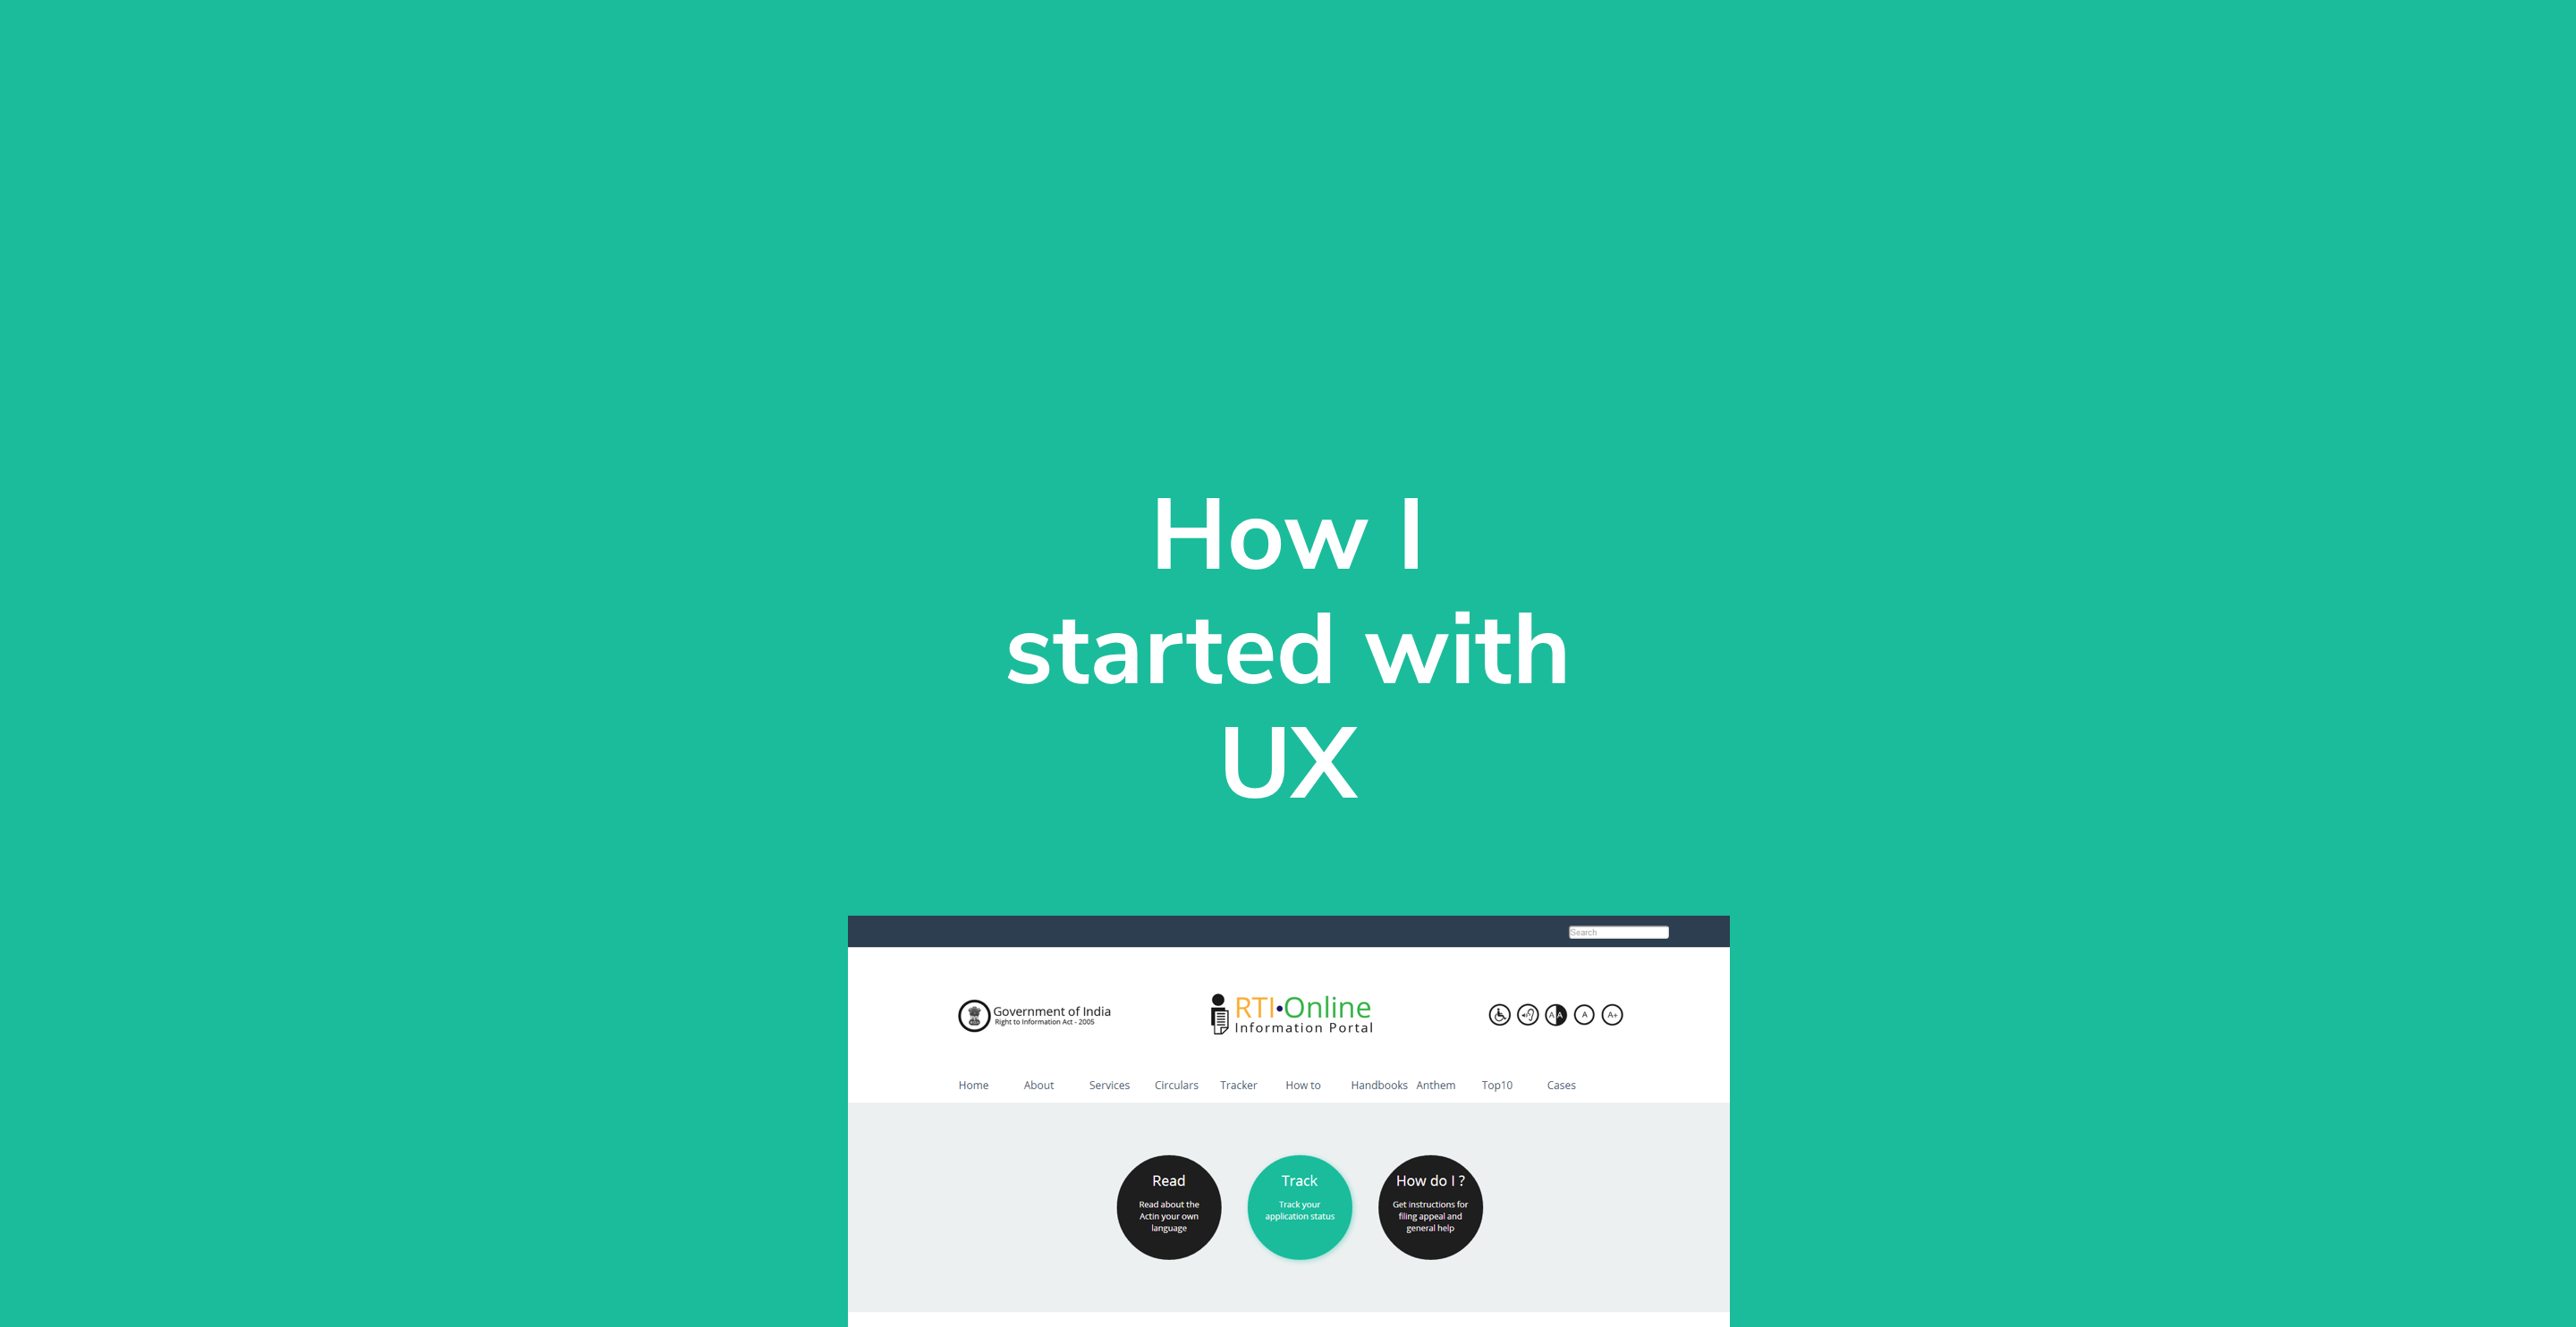 How I
started with
UX
Search
Government of India
Right to Information Act - 2005
RTI•Online
Information Portal
A A
A
A+
Home About Services Circulars Tracker How to Handbooks Anthem Top10 Cases
Read
Read about the
Actin your own
language
Track
Track your
application status
How do I ?
Get instructions for
filing appeal and
general help